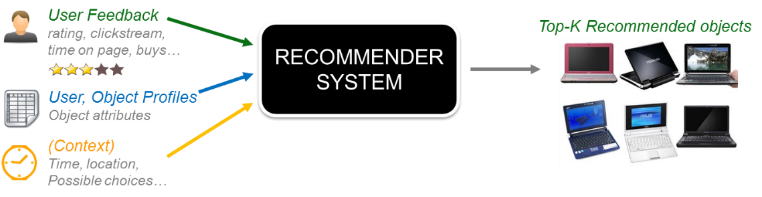 User Feedback
rating, clickstream,
time on page, buys…
User, Object Profiles
Object attributes
(Context)
Time, location,
Possible choices…
RECOMMENDER
SYSTEM
Top-K Recommended objects